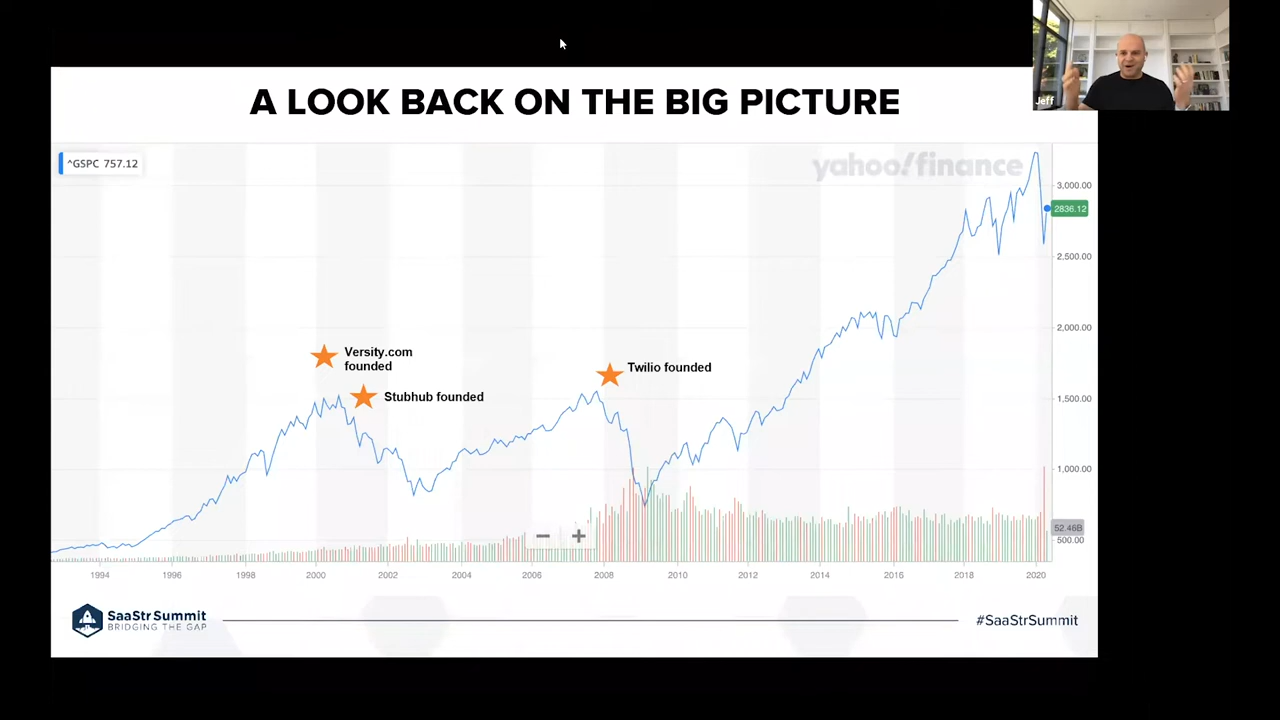 Jeff
A LOOK BACK ON THE BIG PICTURE
^GSPC 757.12
yahoo!finance
3,000.00
2836.12
2,500.00
2,000.00
1,500.00
1,000.00
52.46B
500.00
Versity.com
founded
Stubhub founded
Twilio founded
1994 1996 1998 2000 2002 2004 2006 2008 2010 2012 2014 2016 2018 2020
SaaStr Summit
BRIDGING THE GAP
#SaaStrSummit